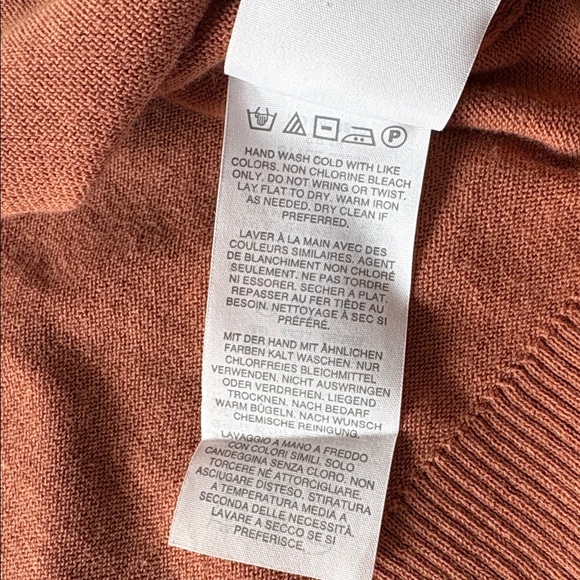 P
HAND WASH COLD WITH LIKE
COLORS. NON CHLORINE BLEACH
ONLY. DO NOT WRING OR TWIST.
LAY FLAT TO DRY. WARM IRON
AS NEEDED. DRY CLEAN IF
PREFERRED.
LAVER À LA MAIN AVEC DES
COULEURS SIMILAIRES. AGENT
DE BLANCHIMENT NON CHLORÉ
SEULEMENT. NE PAS TORDRE
NI ESSORER. SECHER A PLAT.
REPASSER AU FER TIÈDE AU
BESOIN. NETTOYAGE À SEC SI
PRÉFÉRÉ.
MIT DER HAND MIT ÄHNLICHEN
FARBEN KALT WASCHEN. NUR
CHLORFREIES BLEICHMITTEL
VERWENDEN. NICHT AUSWRINGEN
ODER VERDREHEN. LIEGEND
TROCKNEN. NACH BEDARF
WARM BÜGELN. NACH WUNSCH
CHEMISCHE REINIGUNG.
LAVAGGIO A MANO A FREDDO
CON COLORI SIMILI. SOLO
CANDEGGINA SENZA CLORO. NON
TORCERE NÉ ATTORCIGLIARE.
ASCIUGARE DISTESO. STIRATURA
A TEMPERATURA MEDIA A
SECONDA DELLE NECESSITÀ.
LAVARE A SECCO SE SI
PREFERISCE.